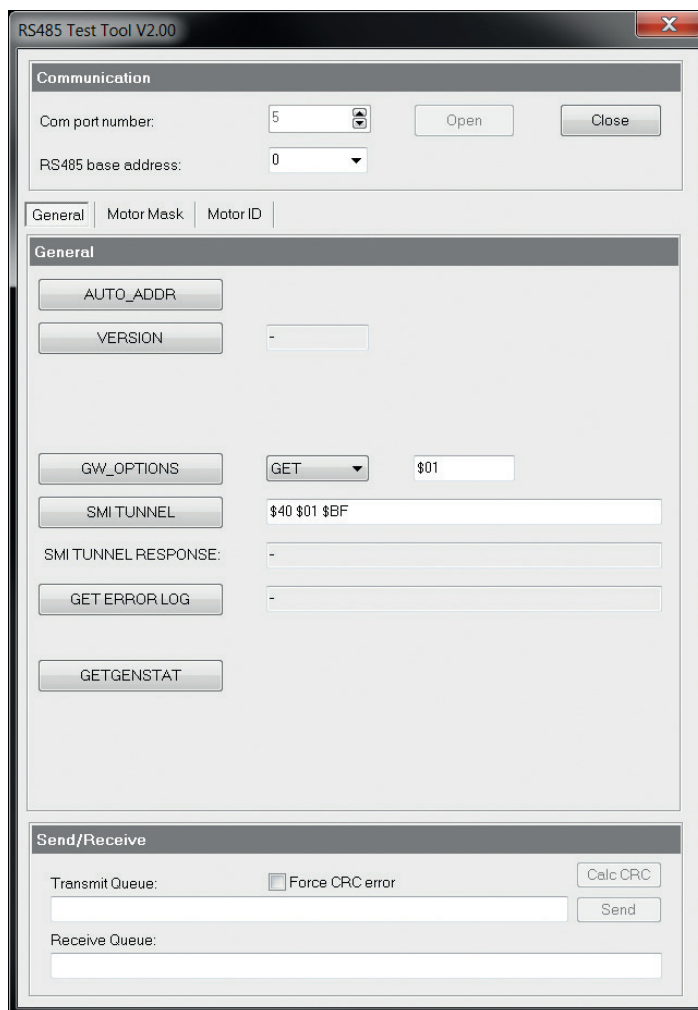 RS485 Test Tool V2.00
Communication
Com port number: 5 Open Close
RS485 base address: 0
General Motor Mask Motor ID
General
AUTO_ADDR
VERSION -
GW_OPTIONS GET $01
SMI TUNNEL $40 $01 $BF
SMI TUNNEL RESPONSE: -
GET ERROR LOG -
GETGENSTAT
Send/Receive
Transmit Queue: Force CRC error Calc CRC
Send
Receive Queue: